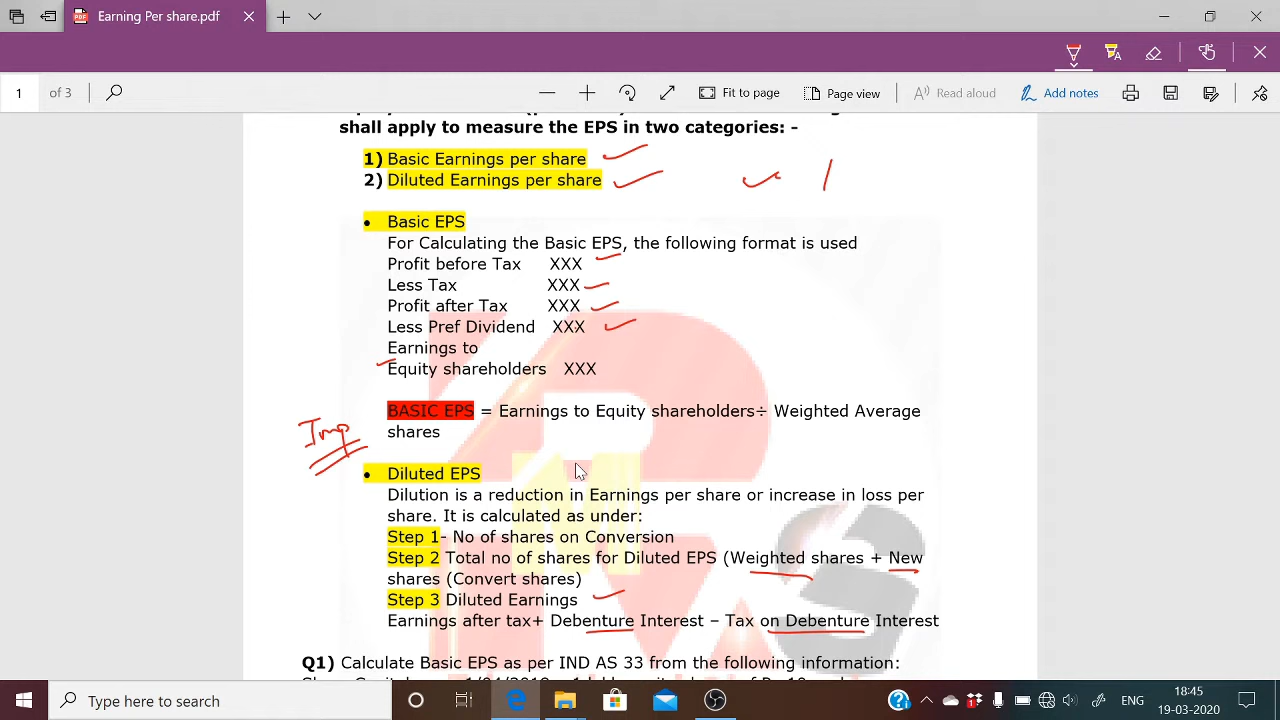 Earning Per share.pdf
1 of 3
Fit to page
Page view
Read aloud
Add notes
shall apply to measure the EPS in two categories: -
1) Basic Earnings per share
2) Diluted Earnings per share
• Basic EPS
For Calculating the Basic EPS, the following format is used
Profit before Tax XXX
Less Tax XXX
Profit after Tax XXX
Less Pref Dividend XXX
Earnings to
Equity shareholders XXX
BASIC EPS = Earnings to Equity shareholders÷ Weighted Average
shares
Imp
• Diluted EPS
Dilution is a reduction in Earnings per share or increase in loss per
share. It is calculated as under:
Step 1- No of shares on Conversion
Step 2 Total no of shares for Diluted EPS (Weighted shares + New
shares (Convert shares)
Step 3 Diluted Earnings
Earnings after tax+ Debenture Interest – Tax on Debenture Interest
Q1) Calculate Basic EPS as per IND AS 33 from the following information:
Type here to search
ENG
18:45
19-03-2020